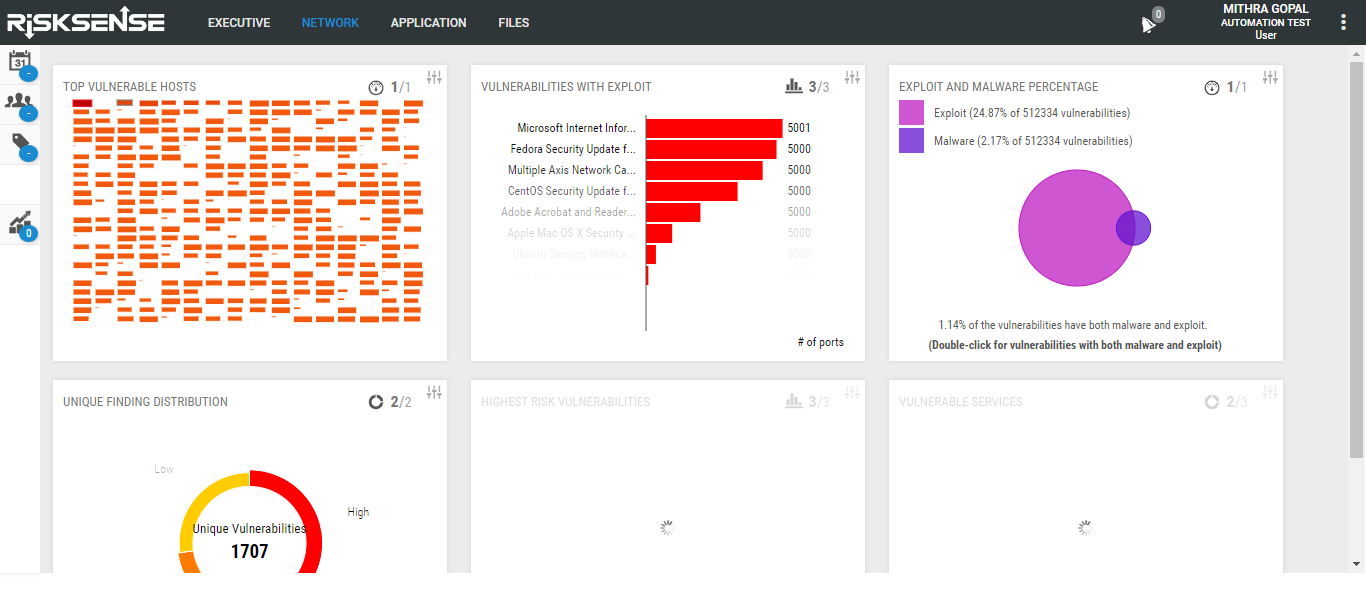 RiSKSENSE
EXECUTIVE
NETWORK
APPLICATION
FILES
0
MITHRA GOPAL
AUTOMATION TEST
User
31
-
-
-
0
TOP VULNERABLE HOSTS
1/1
VULNERABILITIES WITH EXPLOIT
3/3
Microsoft Internet Infor... 5001
Fedora Security Update f... 5000
Multiple Axis Network Ca... 5000
CentOS Security Update f... 5000
Adobe Acrobat and Reader... 5000
Apple Mac OS X Security ... 5000
Ubuntu Security Notifica... 5000
# of ports
EXPLOIT AND MALWARE PERCENTAGE
1/1
Exploit (24.87% of 512334 vulnerabilities)
Malware (2.17% of 512334 vulnerabilities)
1.14% of the vulnerabilities have both malware and exploit.
(Double-click for vulnerabilities with both malware and exploit)
UNIQUE FINDING DISTRIBUTION
2/2
Low
High
Unique Vulnerabilities
1707
HIGHEST RISK VULNERABILITIES
3/3
VULNERABLE SERVICES
2/3